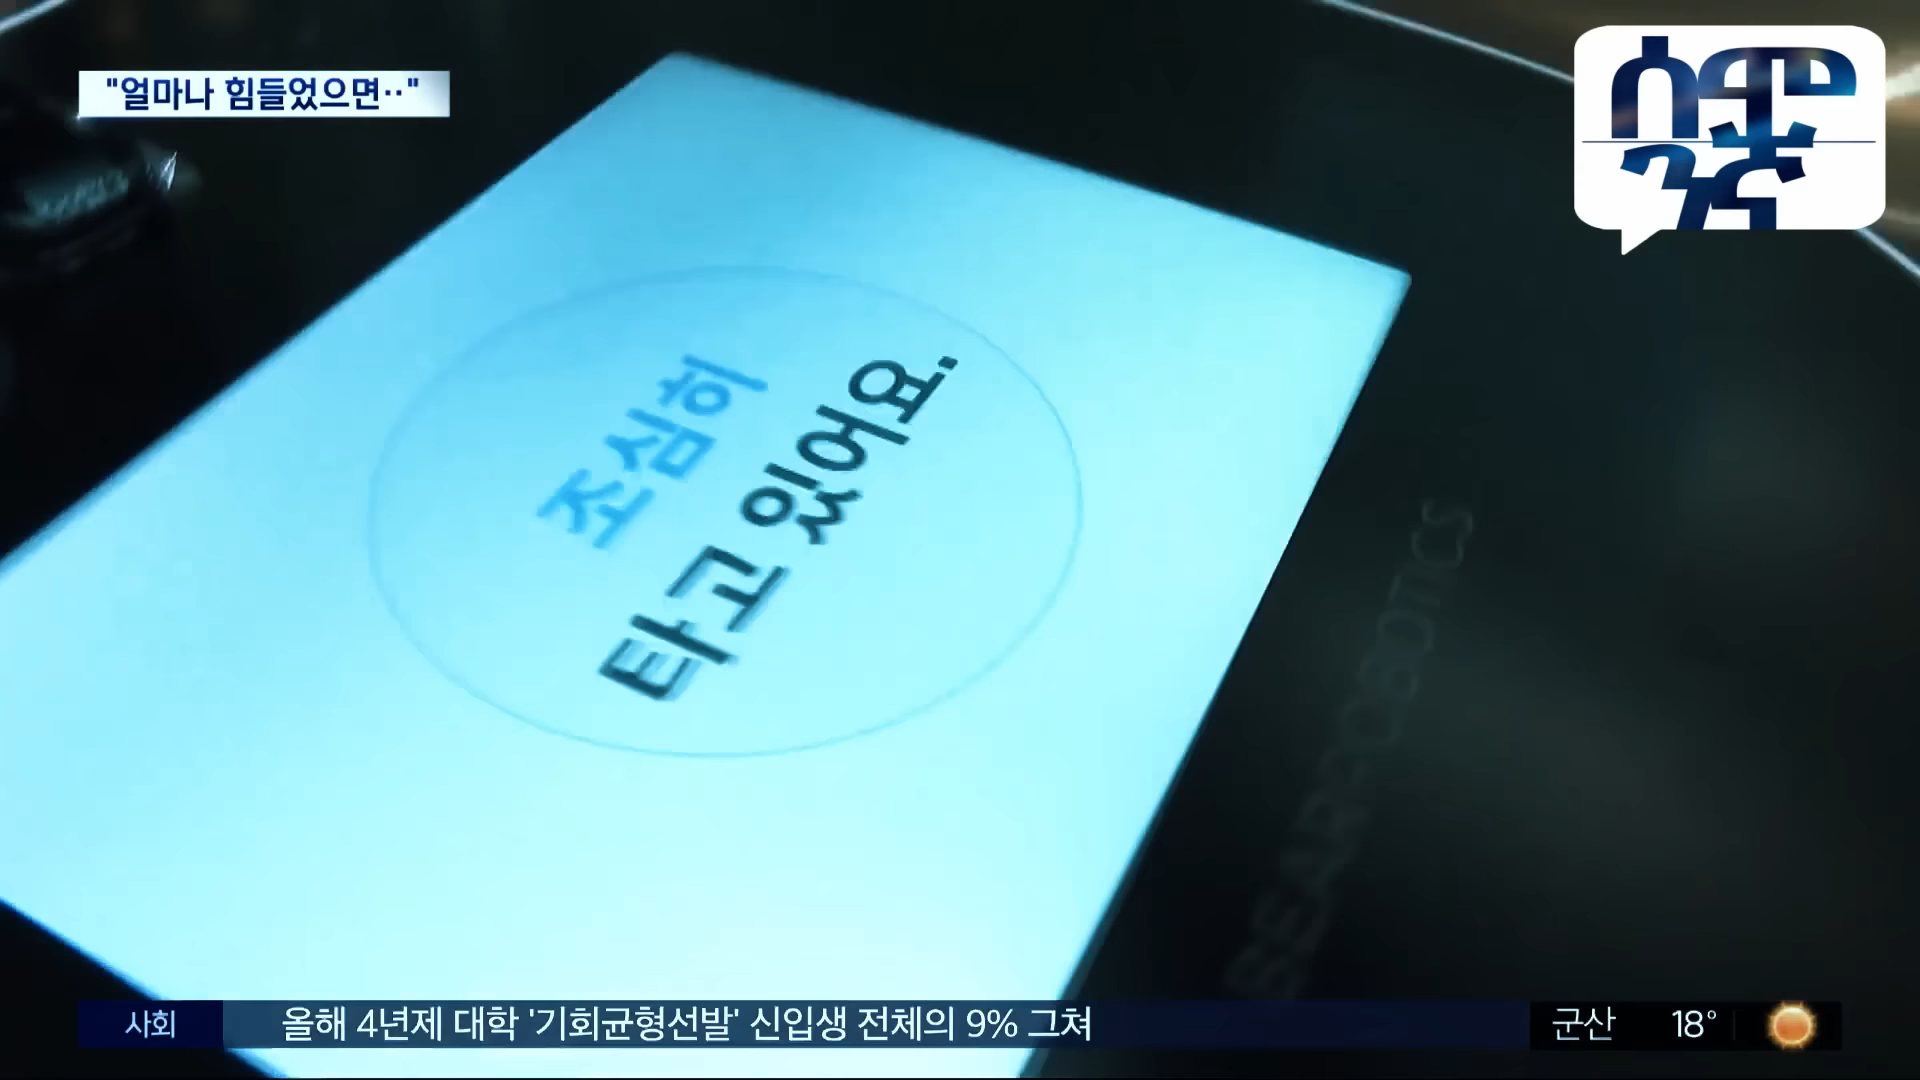 "얼마나 힘들었으면··"
조심히
타고 있어요.
BEAR ROBOTICS
사회
올해 4년제 대학 '기회균형선발' 신입생 전체의 9% 그쳐
군산 18°